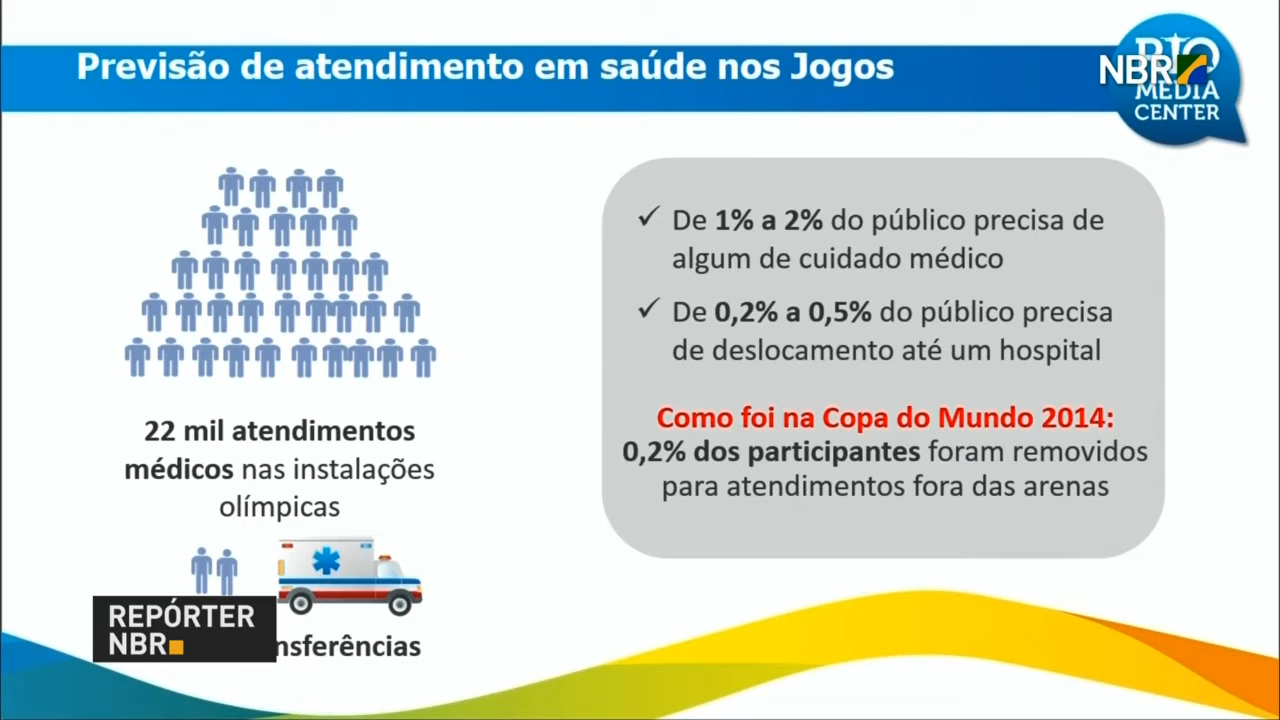 Previsão de atendimento em saúde nos Jogos
RIO
NBR
MEDIA
CENTER
De 1% a 2% do público precisa de
algum de cuidado médico
De 0,2% a 0,5% do público precisa
de deslocamento até um hospital
Como foi na Copa do Mundo 2014:
0,2% dos participantes foram removidos
para atendimentos fora das arenas
22 mil atendimentos
médicos nas instalações
olímpicas
REPÓRTER
NBR
nsferências